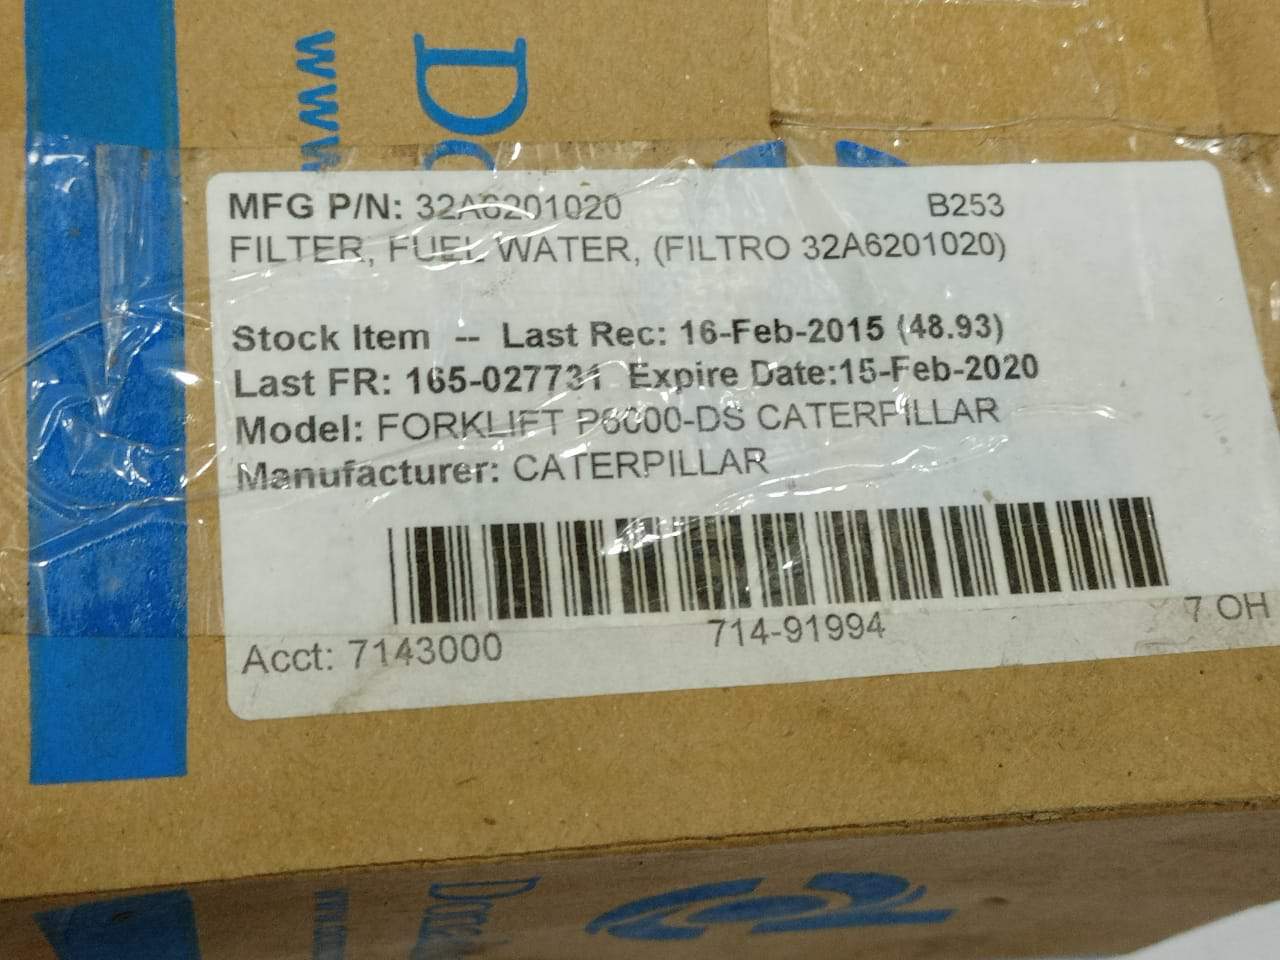 www
Do
MFG P/N: 32A6201020 B253
FILTER, FUEL WATER, (FILTRO 32A6201020)
Stock Item -- Last Rec: 16-Feb-2015 (48.93)
Last FR: 165-027731 Expire Date:15-Feb-2020
Model: FORKLIFT P6000-DS CATERPILLAR
Manufacturer: CATERPILLAR
714-91994
7 OH
Acct: 7143000